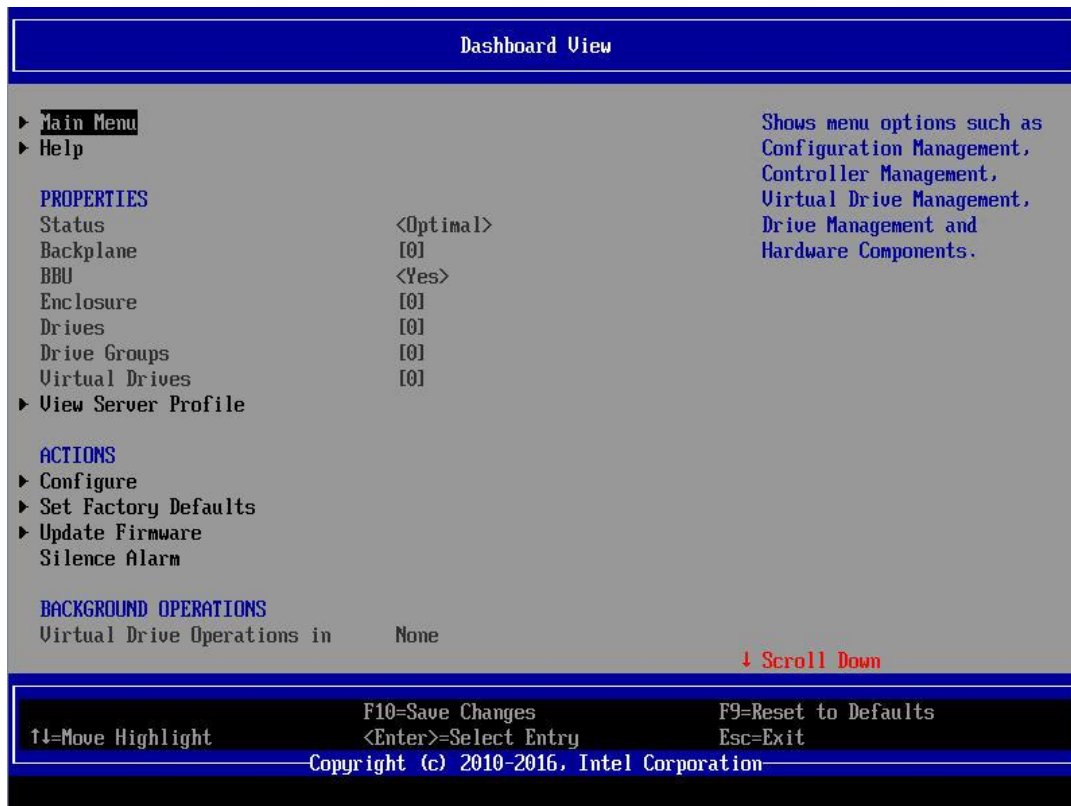 Dashboard View
Main Menu
Help
PROPERTIES
Status <Optimal>
Backplane [0]
BBU <Yes>
Enclosure [0]
Drives [0]
Drive Groups [0]
Virtual Drives [0]
View Server Profile
ACTIONS
Configure
Set Factory Defaults
Update Firmware
Silence Alarm
BACKGROUND OPERATIONS
Virtual Drive Operations in None
Shows menu options such as
Configuration Management,
Controller Management,
Virtual Drive Management,
Drive Management and
Hardware Components.
↓ Scroll Down
F10=Save Changes F9=Reset to Defaults
↑↓=Move Highlight <Enter>=Select Entry Esc=Exit
Copyright (c) 2010-2016, Intel Corporation